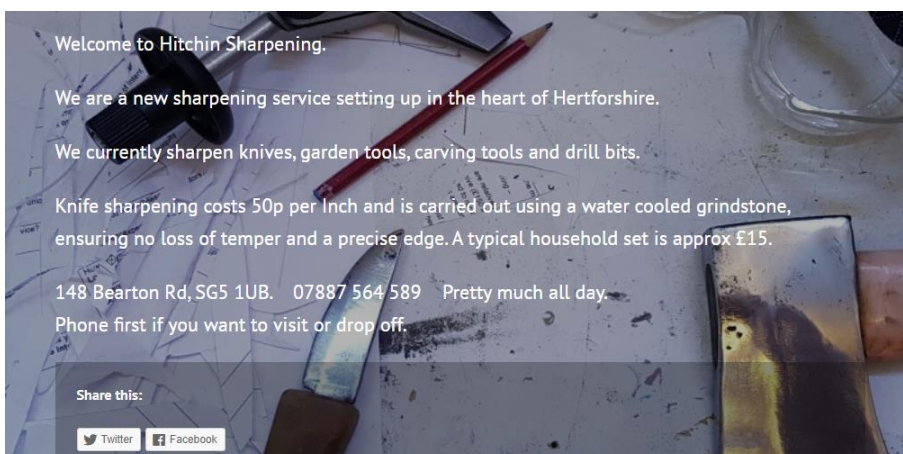 Welcome to Hitchin Sharpening.
We are a new sharpening service setting up in the heart of Hertforshire.
We currently sharpen knives, garden tools, carving tools and drill bits.
Knife sharpening costs 50p per Inch and is carried out using a water cooled grindstone,
ensuring no loss of temper and a precise edge. A typical household set is approx £15.
148 Bearton Rd, SG5 1UB. 07887 564 589 Pretty much all day.
Phone first if you want to visit or drop off.
Share this:
Twitter Facebook